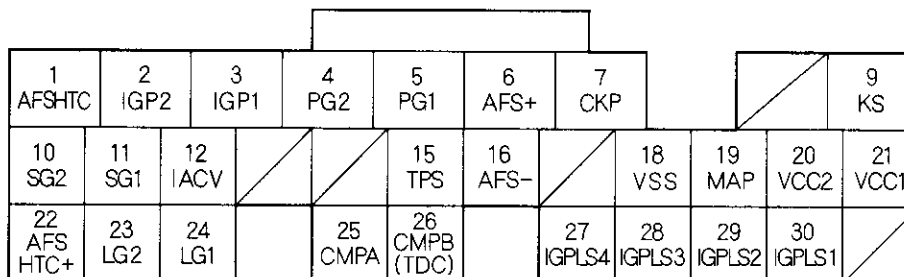 1 2 3 4 5 6 7 9
AFSHTC IGP2 IGP1 PG2 PG1 AFS+ CKP KS
10 11 12 15 16 18 19 20 21
SG2 SG1 IACV TPS AFS− VSS MAP VCC2 VCC1
22 23 24 25 26 27 28 29 30
AFS HTC+ LG2 LG1 CMPA CMPB (TDC) IGPLS4 IGPLS3 IGPLS2 IGPLS1